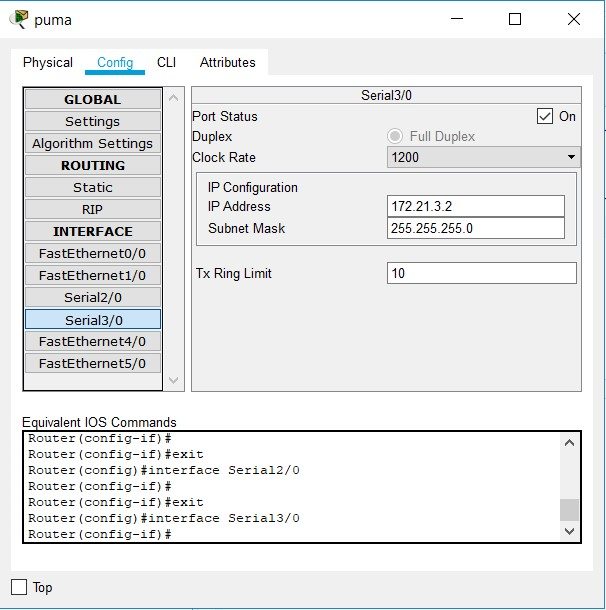 puma
Physical Config CLI Attributes
GLOBAL
Settings
Algorithm Settings
ROUTING
Static
RIP
INTERFACE
FastEthernet0/0
FastEthernet1/0
Serial2/0
Serial3/0
FastEthernet4/0
FastEthernet5/0
Serial3/0
Port Status On
Duplex Full Duplex
Clock Rate 1200
IP Configuration
IP Address 172.21.3.2
Subnet Mask 255.255.255.0
Tx Ring Limit 10
Equivalent IOS Commands
Router(config-if)#
Router(config-if)#exit
Router(config)#interface Serial2/0
Router(config-if)#
Router(config-if)#exit
Router(config)#interface Serial3/0
Router(config-if)#
Top